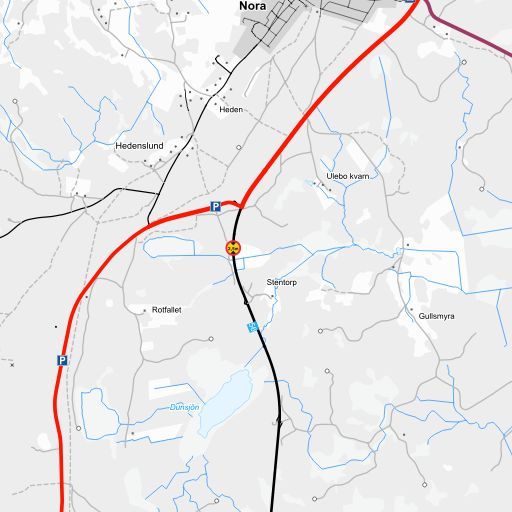 Nora
Heden
Hedenslund
Ulebo kvarn
P
Stentorp
Rotfallet
Gullsmyra
P
Dunsjön